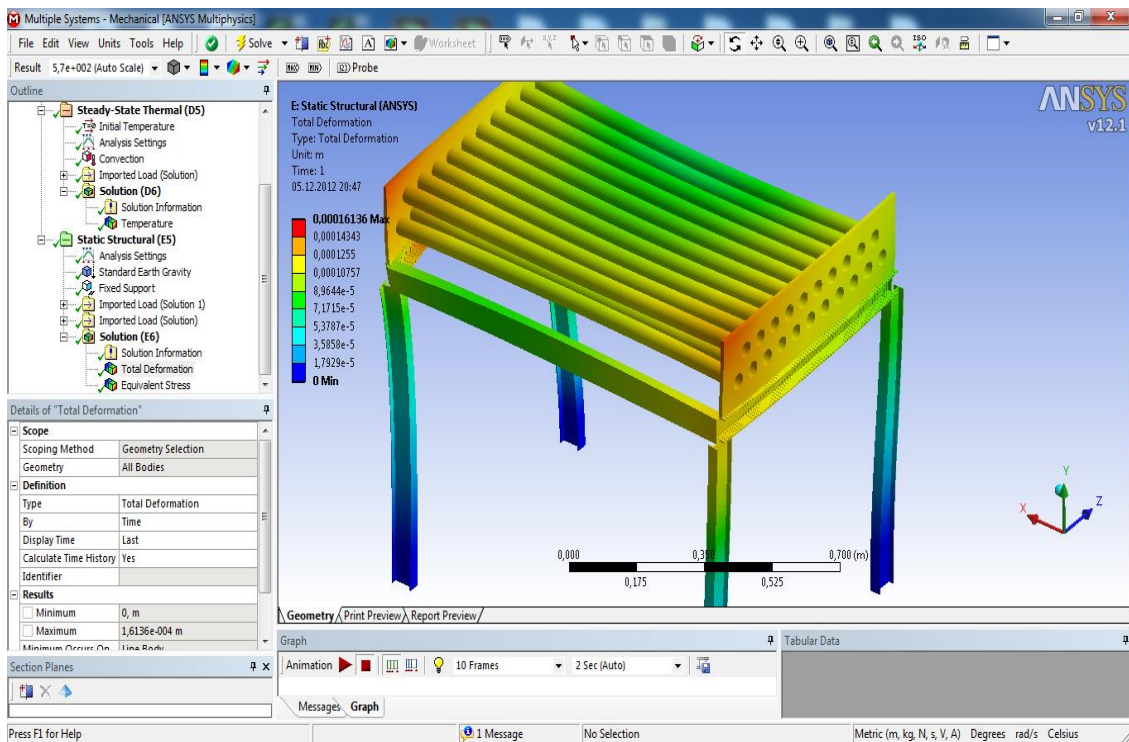 Multiple Systems - Mechanical [ANSYS Multiphysics]
File Edit View Units Tools Help Solve Worksheet
Result 5,7e+002 (Auto Scale) Probe
Outline
Steady-State Thermal (D5)
Initial Temperature
Analysis Settings
Convection
Imported Load (Solution)
Solution (D6)
Solution Information
Temperature
Static Structural (E5)
Analysis Settings
Standard Earth Gravity
Fixed Support
Imported Load (Solution 1)
Imported Load (Solution)
Solution (E6)
Solution Information
Total Deformation
Equivalent Stress
Details of "Total Deformation"
Scope
Scoping Method Geometry Selection
Geometry All Bodies
Definition
Type Total Deformation
By Time
Display Time Last
Calculate Time History Yes
Identifier
Results
Minimum 0, m
Maximum 1,6136e-004 m
Minimum Occurs On Line Body
Section Planes
E: Static Structural (ANSYS)
Total Deformation
Type: Total Deformation
Unit: m
Time: 1
05.12.2012 20:47
0,00016136 Max
0,00014343
0,0001255
0,00010757
8,9644e-5
7,1715e-5
5,3787e-5
3,5858e-5
1,7929e-5
0 Min
ANSYS
v12.1
Y
X Z
0,000 0,350 0,700 (m)
0,175 0,525
Geometry Print Preview Report Preview
Graph
Animation 10 Frames 2 Sec (Auto)
Messages Graph
Tabular Data
Press F1 for Help 1 Message No Selection Metric (m, kg, N, s, V, A) Degrees rad/s Celsius